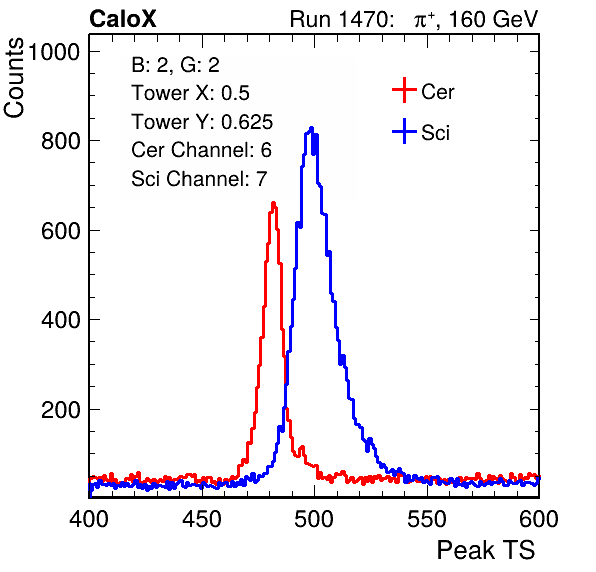 CaloX Run 1470: π⁺, 160 GeV
Counts
1000
800
600
400
200
B: 2, G: 2
Tower X: 0.5
Tower Y: 0.625
Cer Channel: 6
Sci Channel: 7
Cer
Sci
400 450 500 550 600
Peak TS